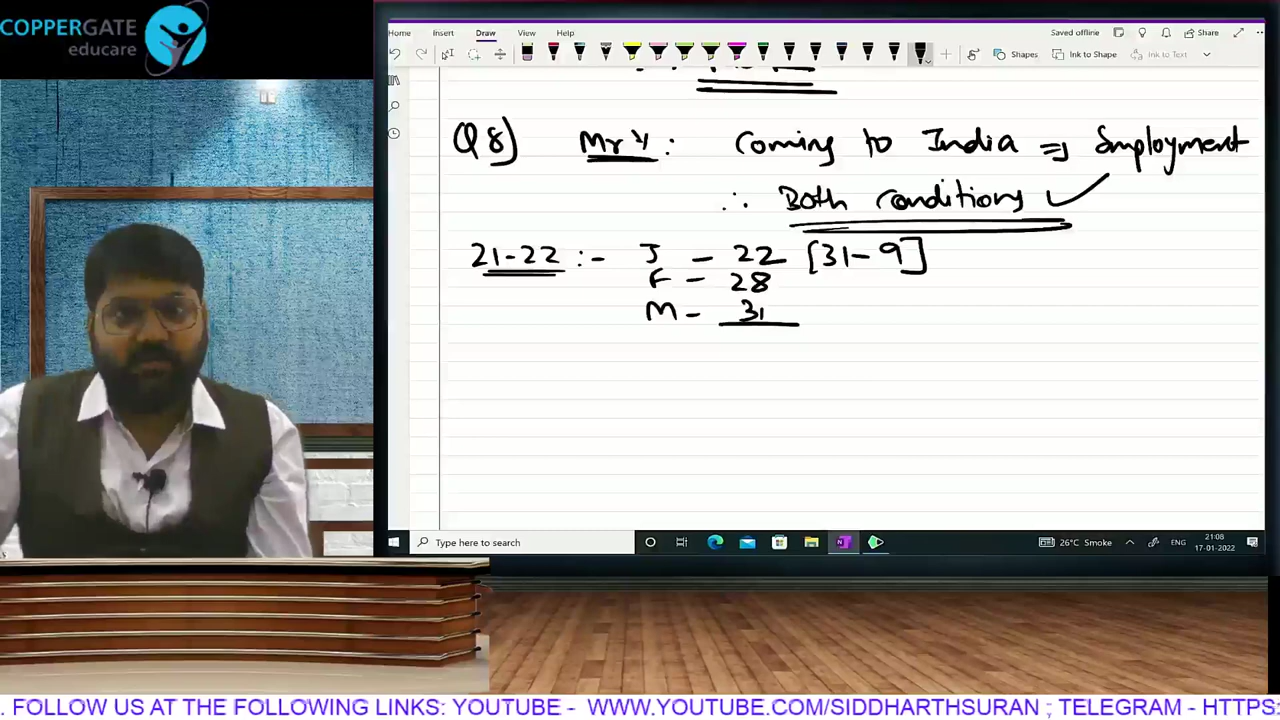 COPPERGATE
educare
Home Insert Draw View Help
Saved offline
Share
Shapes
Ink to Shape
Ink to Text
Q 8] Mr Y: Coming to India ⇒ Employment
∴ Both conditions ✓
21-22 :- J - 22 [31-9]
F - 28
M - 31
Type here to search
26°C Smoke
ENG
21:08
17-01-2022
. FOLLOW US AT THE FOLLOWING LINKS: YOUTUBE - WWW.YOUTUBE.COM/SIDDHARTHSURAN ; TELEGRAM - HTTPS: